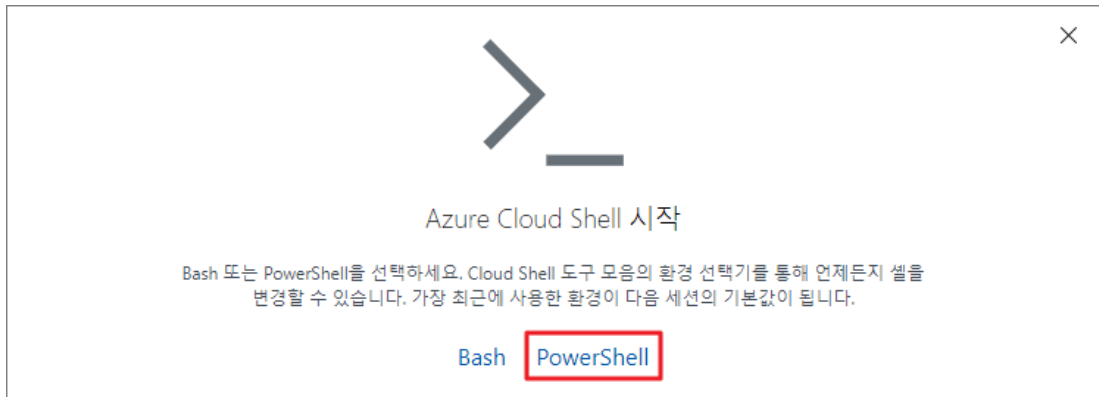 Azure Cloud Shell 시작
Bash 또는 PowerShell을 선택하세요. Cloud Shell 도구 모음의 환경 선택기를 통해 언제든지 셸을
변경할 수 있습니다. 가장 최근에 사용한 환경이 다음 세션의 기본값이 됩니다.
Bash PowerShell